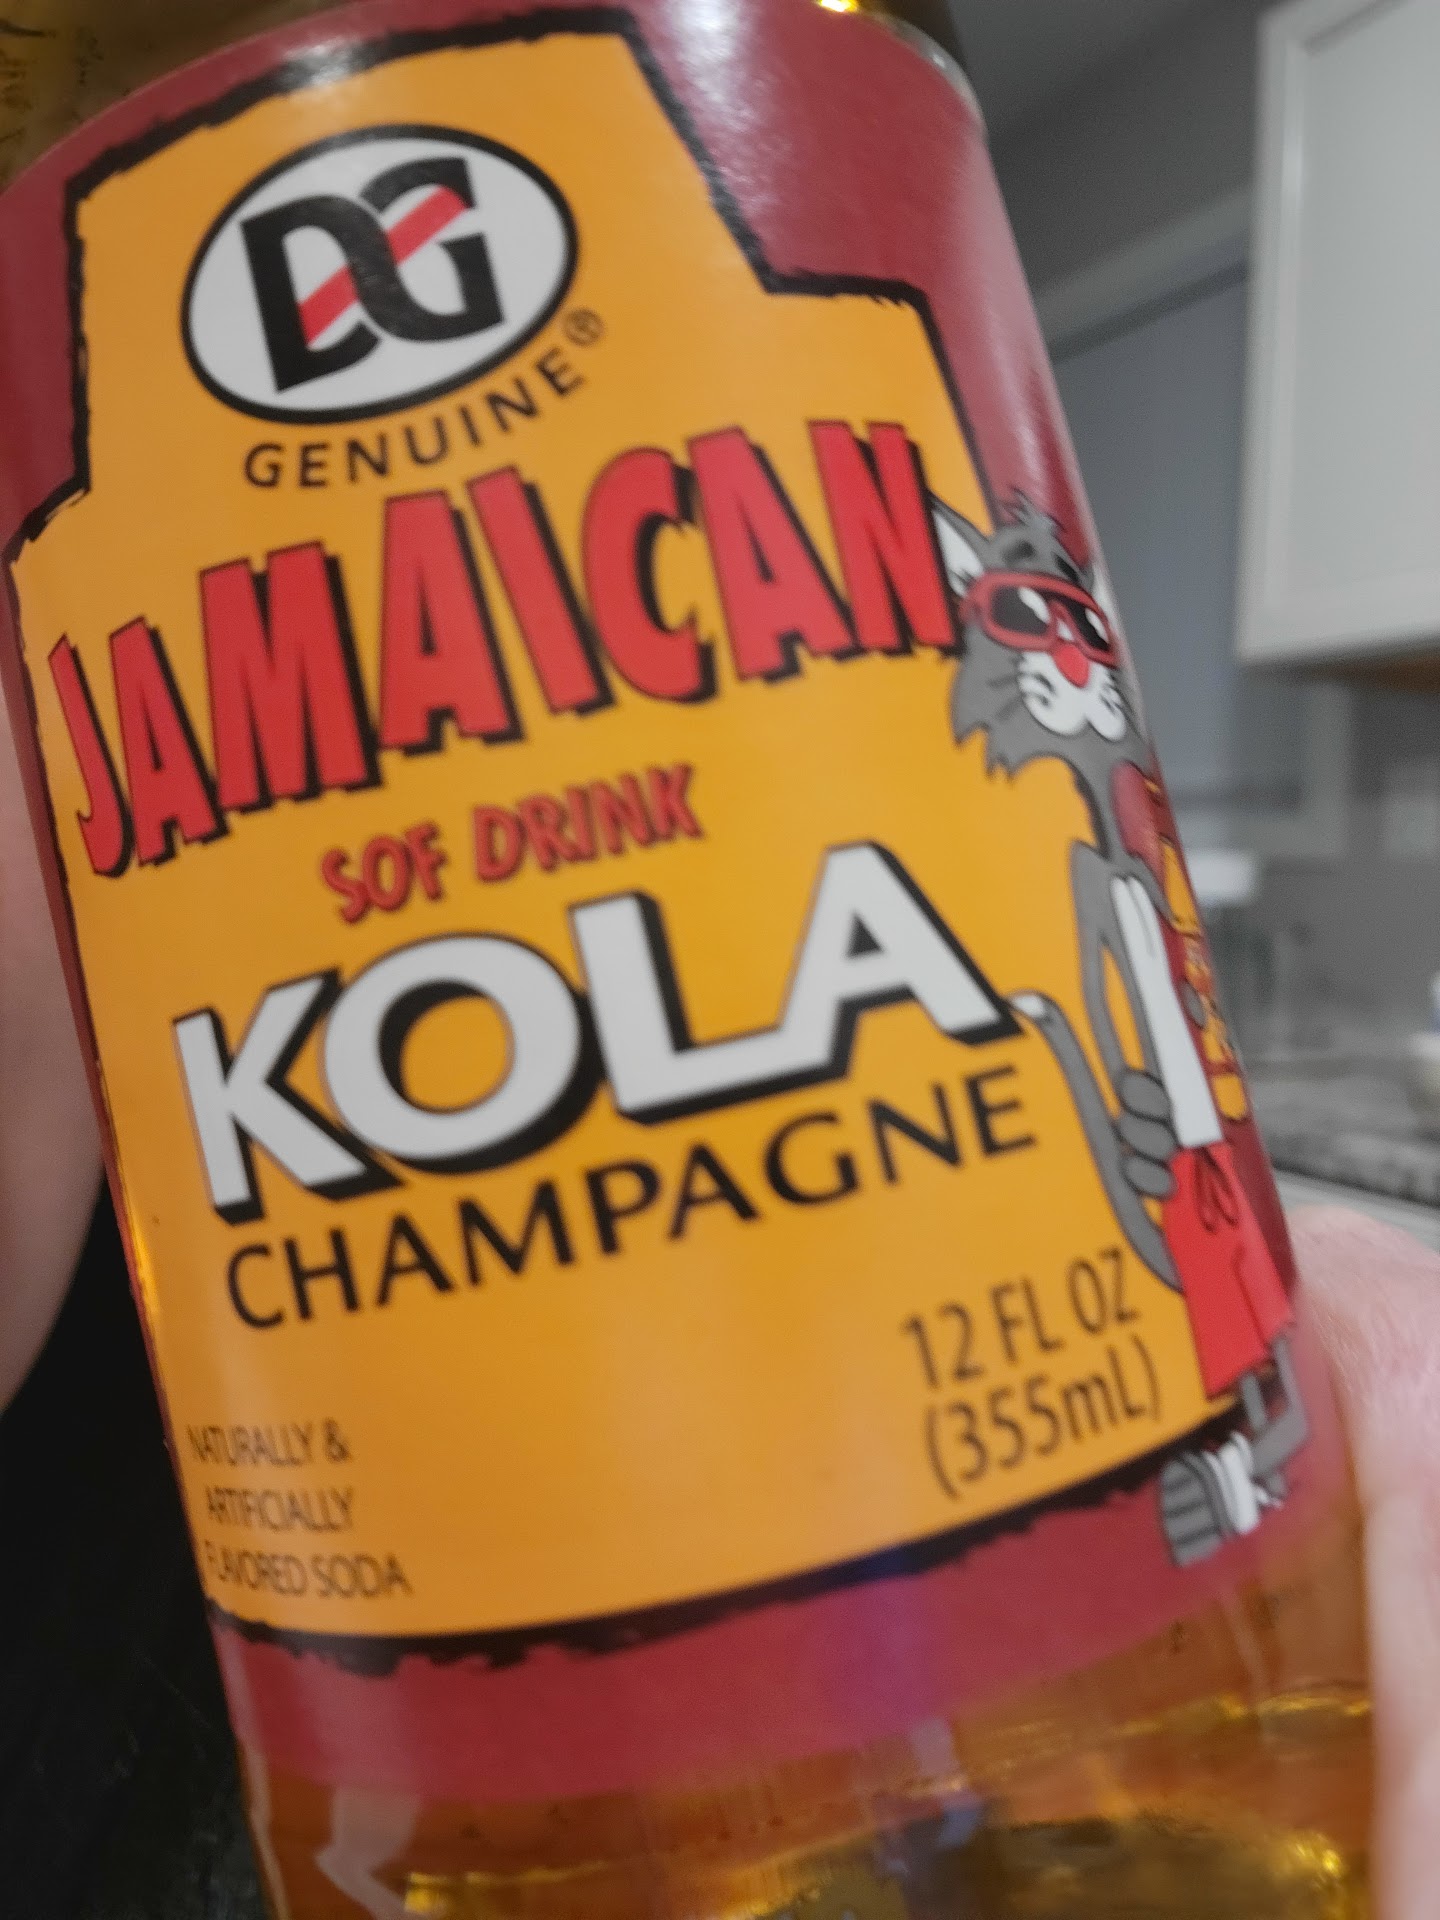 DG
GENUINE®
JAMAICAN
SOF DRINK
KOLA
CHAMPAGNE
12 FL OZ
(355mL)
NATURALLY &
ARTIFICIALLY
FLAVORED SODA